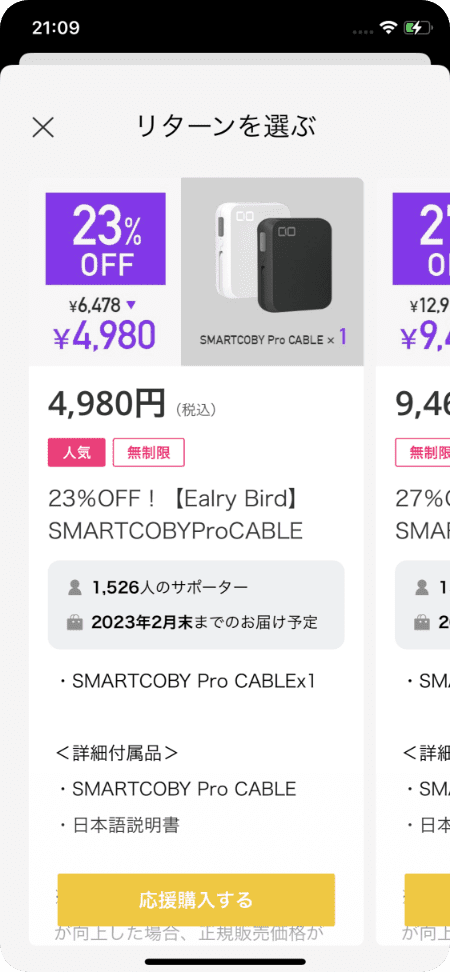 21:09
リターンを選ぶ
23%
OFF
¥6,478▼
¥4,980
SMARTCOBY Pro CABLE × 1
4,980円（税込）
人気 無制限
23%OFF！【Ealry Bird】
SMARTCOBYProCABLE
1,526人のサポーター
2023年2月末までのお届け予定
・SMARTCOBY Pro CABLEx1
＜詳細付属品＞
・SMARTCOBY Pro CABLE
・日本語説明書
応援購入する
が向上した場合、正規販売価格が
¥12,9
¥9,4
9,46
無制限
27%
SMAR
・SMA
＜詳細
・SMA
・日本
が向上